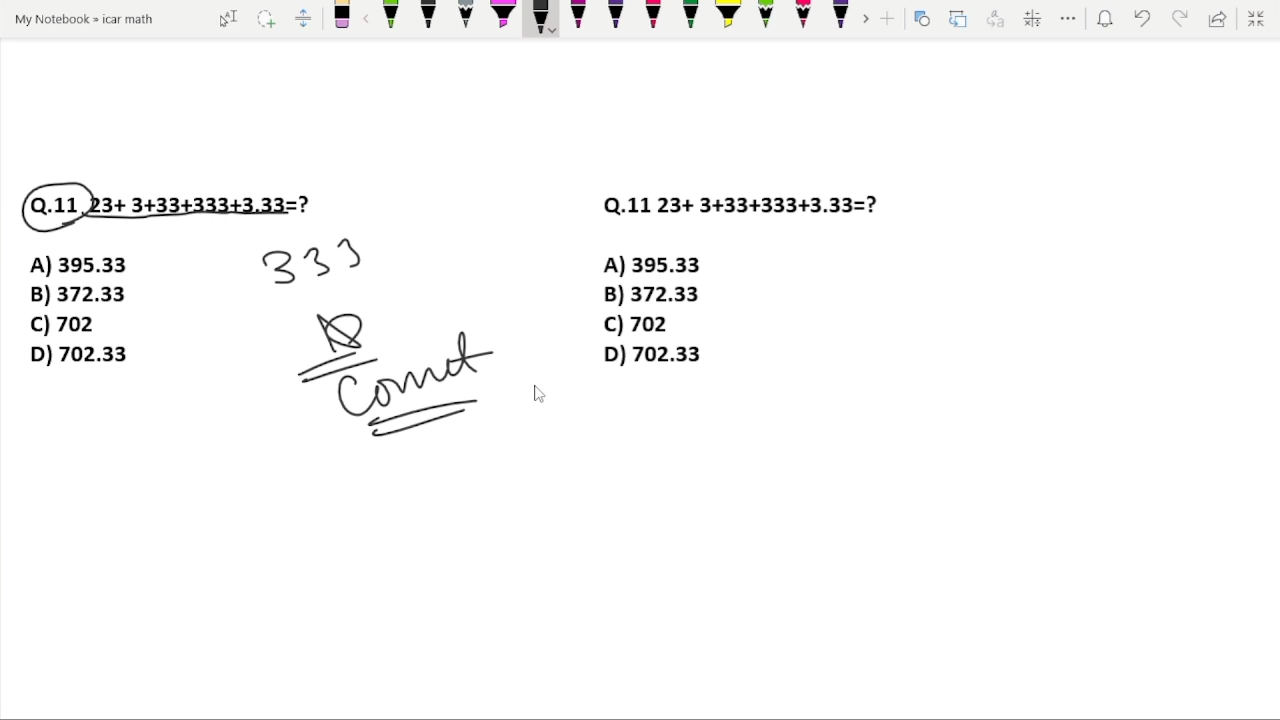 My Notebook » icar math
Q.11 23+ 3+33+333+3.33=?
A) 395.33
B) 372.33
C) 702
D) 702.33
333
Q.11 23+ 3+33+333+3.33=?
A) 395.33
B) 372.33
C) 702
D) 702.33